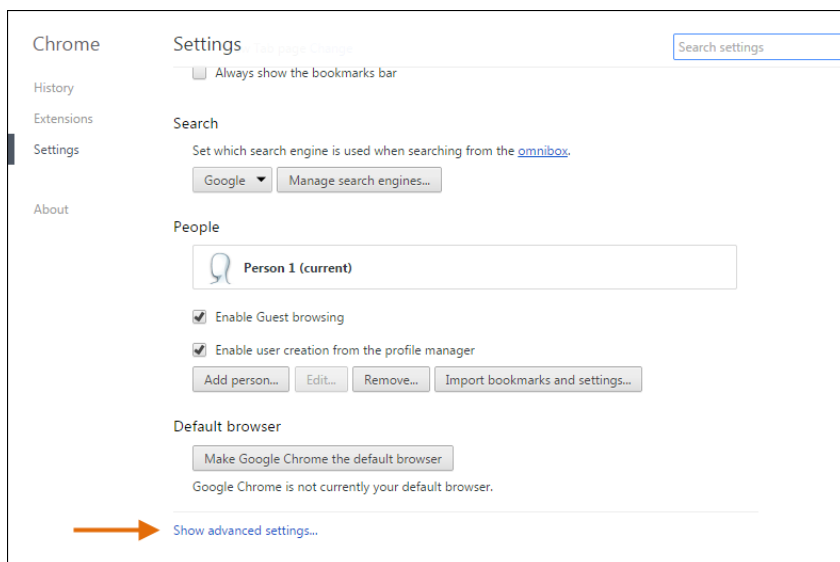 Chrome
History
Extensions
Settings
About
Settings
Search settings
Always show the bookmarks bar
Search
Set which search engine is used when searching from the omnibox.
Google Manage search engines...
People
Person 1 (current)
Enable Guest browsing
Enable user creation from the profile manager
Add person... Edit... Remove... Import bookmarks and settings...
Default browser
Make Google Chrome the default browser
Google Chrome is not currently your default browser.
Show advanced settings...